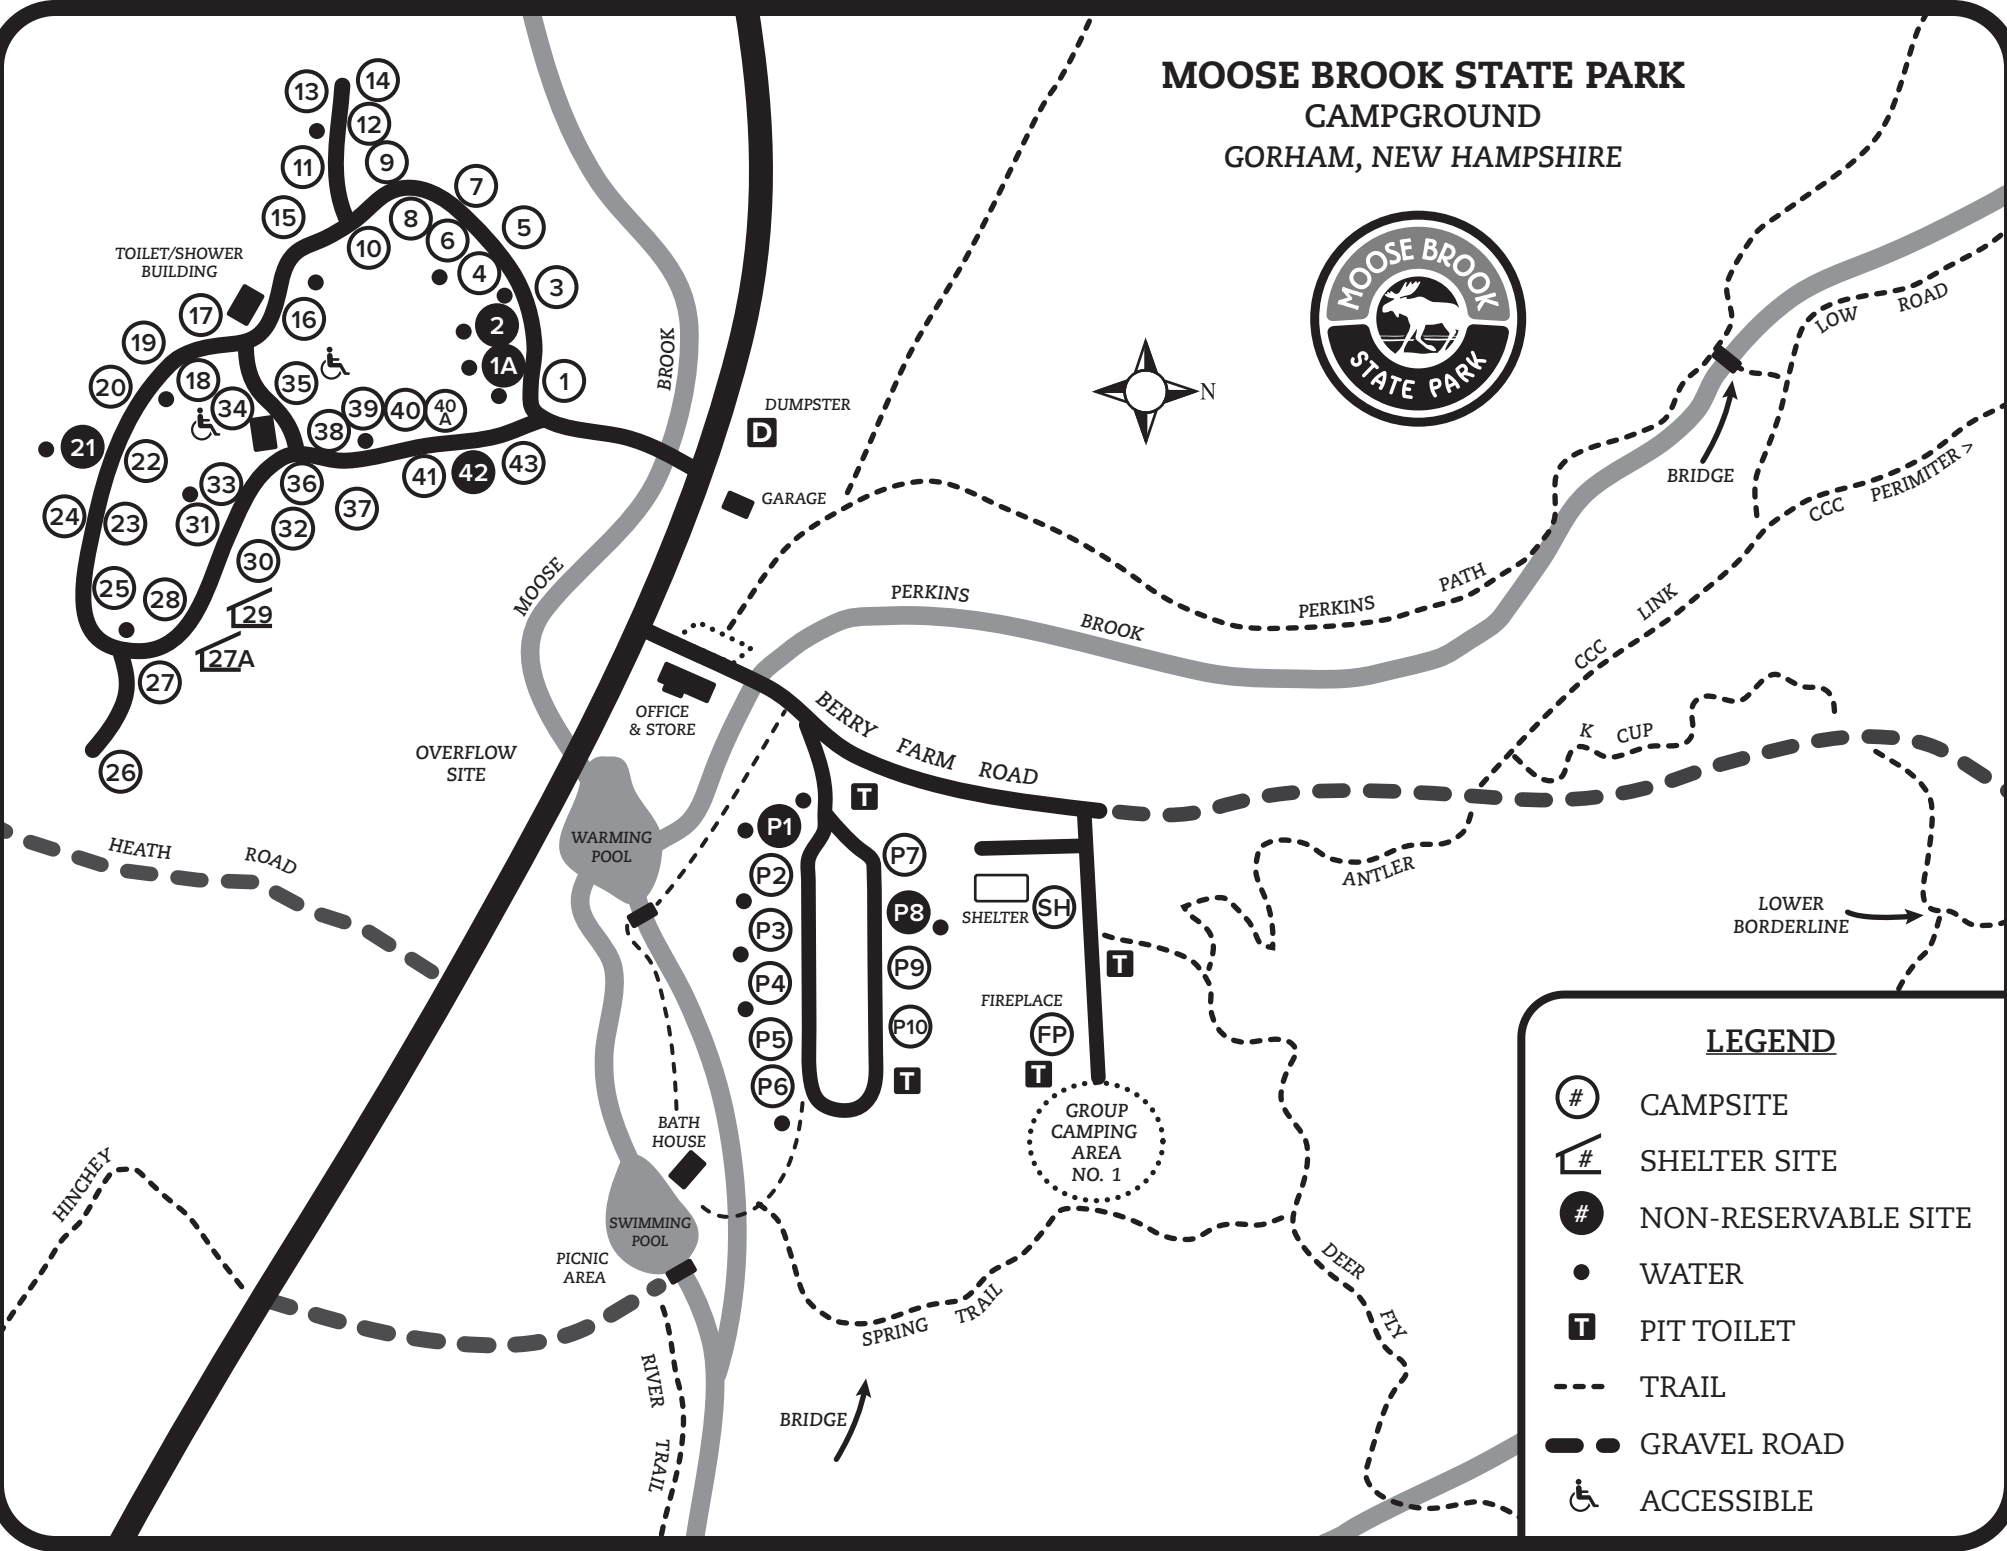 MOOSE BROOK STATE PARK
CAMPGROUND
GORHAM, NEW HAMPSHIRE
MOOSE BROOK
STATE PARK
N
13
14
12
11
9
7
15
8
5
10
6
4
3
TOILET/SHOWER
BUILDING
17
16
2
19
1A
1
20
18
35
34
39
40
40
A
38
21
22
41
42
43
33
36
37
24
23
31
32
30
25
28
29
27A
27
26
BROOK
MOOSE
DUMPSTER
D
GARAGE
PERKINS
BROOK
PERKINS
PATH
BRIDGE
LOW
ROAD
CCC
PERIMITER >
CCC
LINK
K
CUP
OFFICE
& STORE
BERRY
FARM
ROAD
OVERFLOW
SITE
HEATH
ROAD
WARMING
POOL
T
P1
P2
P3
P4
P5
P6
P7
P8
P9
P10
T
SHELTER
SH
T
FIREPLACE
FP
T
GROUP
CAMPING
AREA
NO. 1
ANTLER
LOWER
BORDERLINE
BATH
HOUSE
SWIMMING
POOL
PICNIC
AREA
HINCHEY
SPRING
TRAIL
DEER
FLY
RIVER
TRAIL
BRIDGE
LEGEND
# CAMPSITE
# SHELTER SITE
# NON-RESERVABLE SITE
WATER
T PIT TOILET
TRAIL
GRAVEL ROAD
ACCESSIBLE